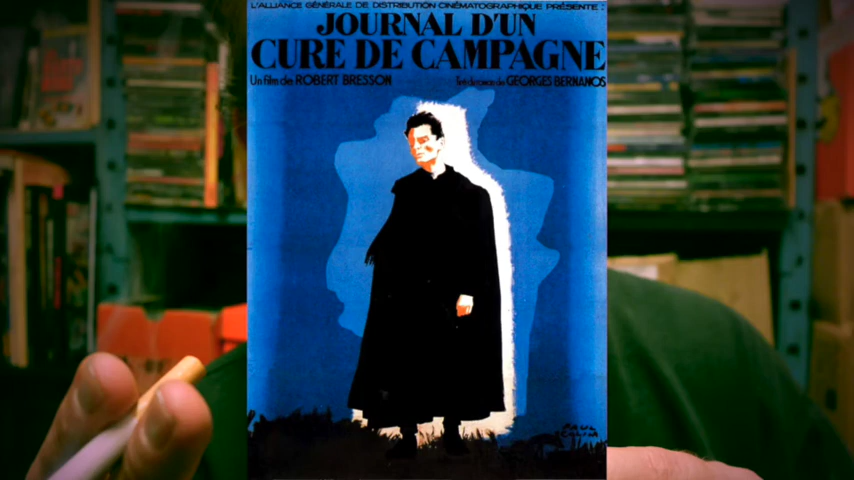 L'ALLIANCE GÉNÉRALE DE DISTRIBUTION CINÉMATOGRAPHIQUE PRÉSENTE :
JOURNAL D'UN
CURE DE CAMPAGNE
Un film de ROBERT BRESSON
de GEORGES BERNANOS
PAUL
COLIN